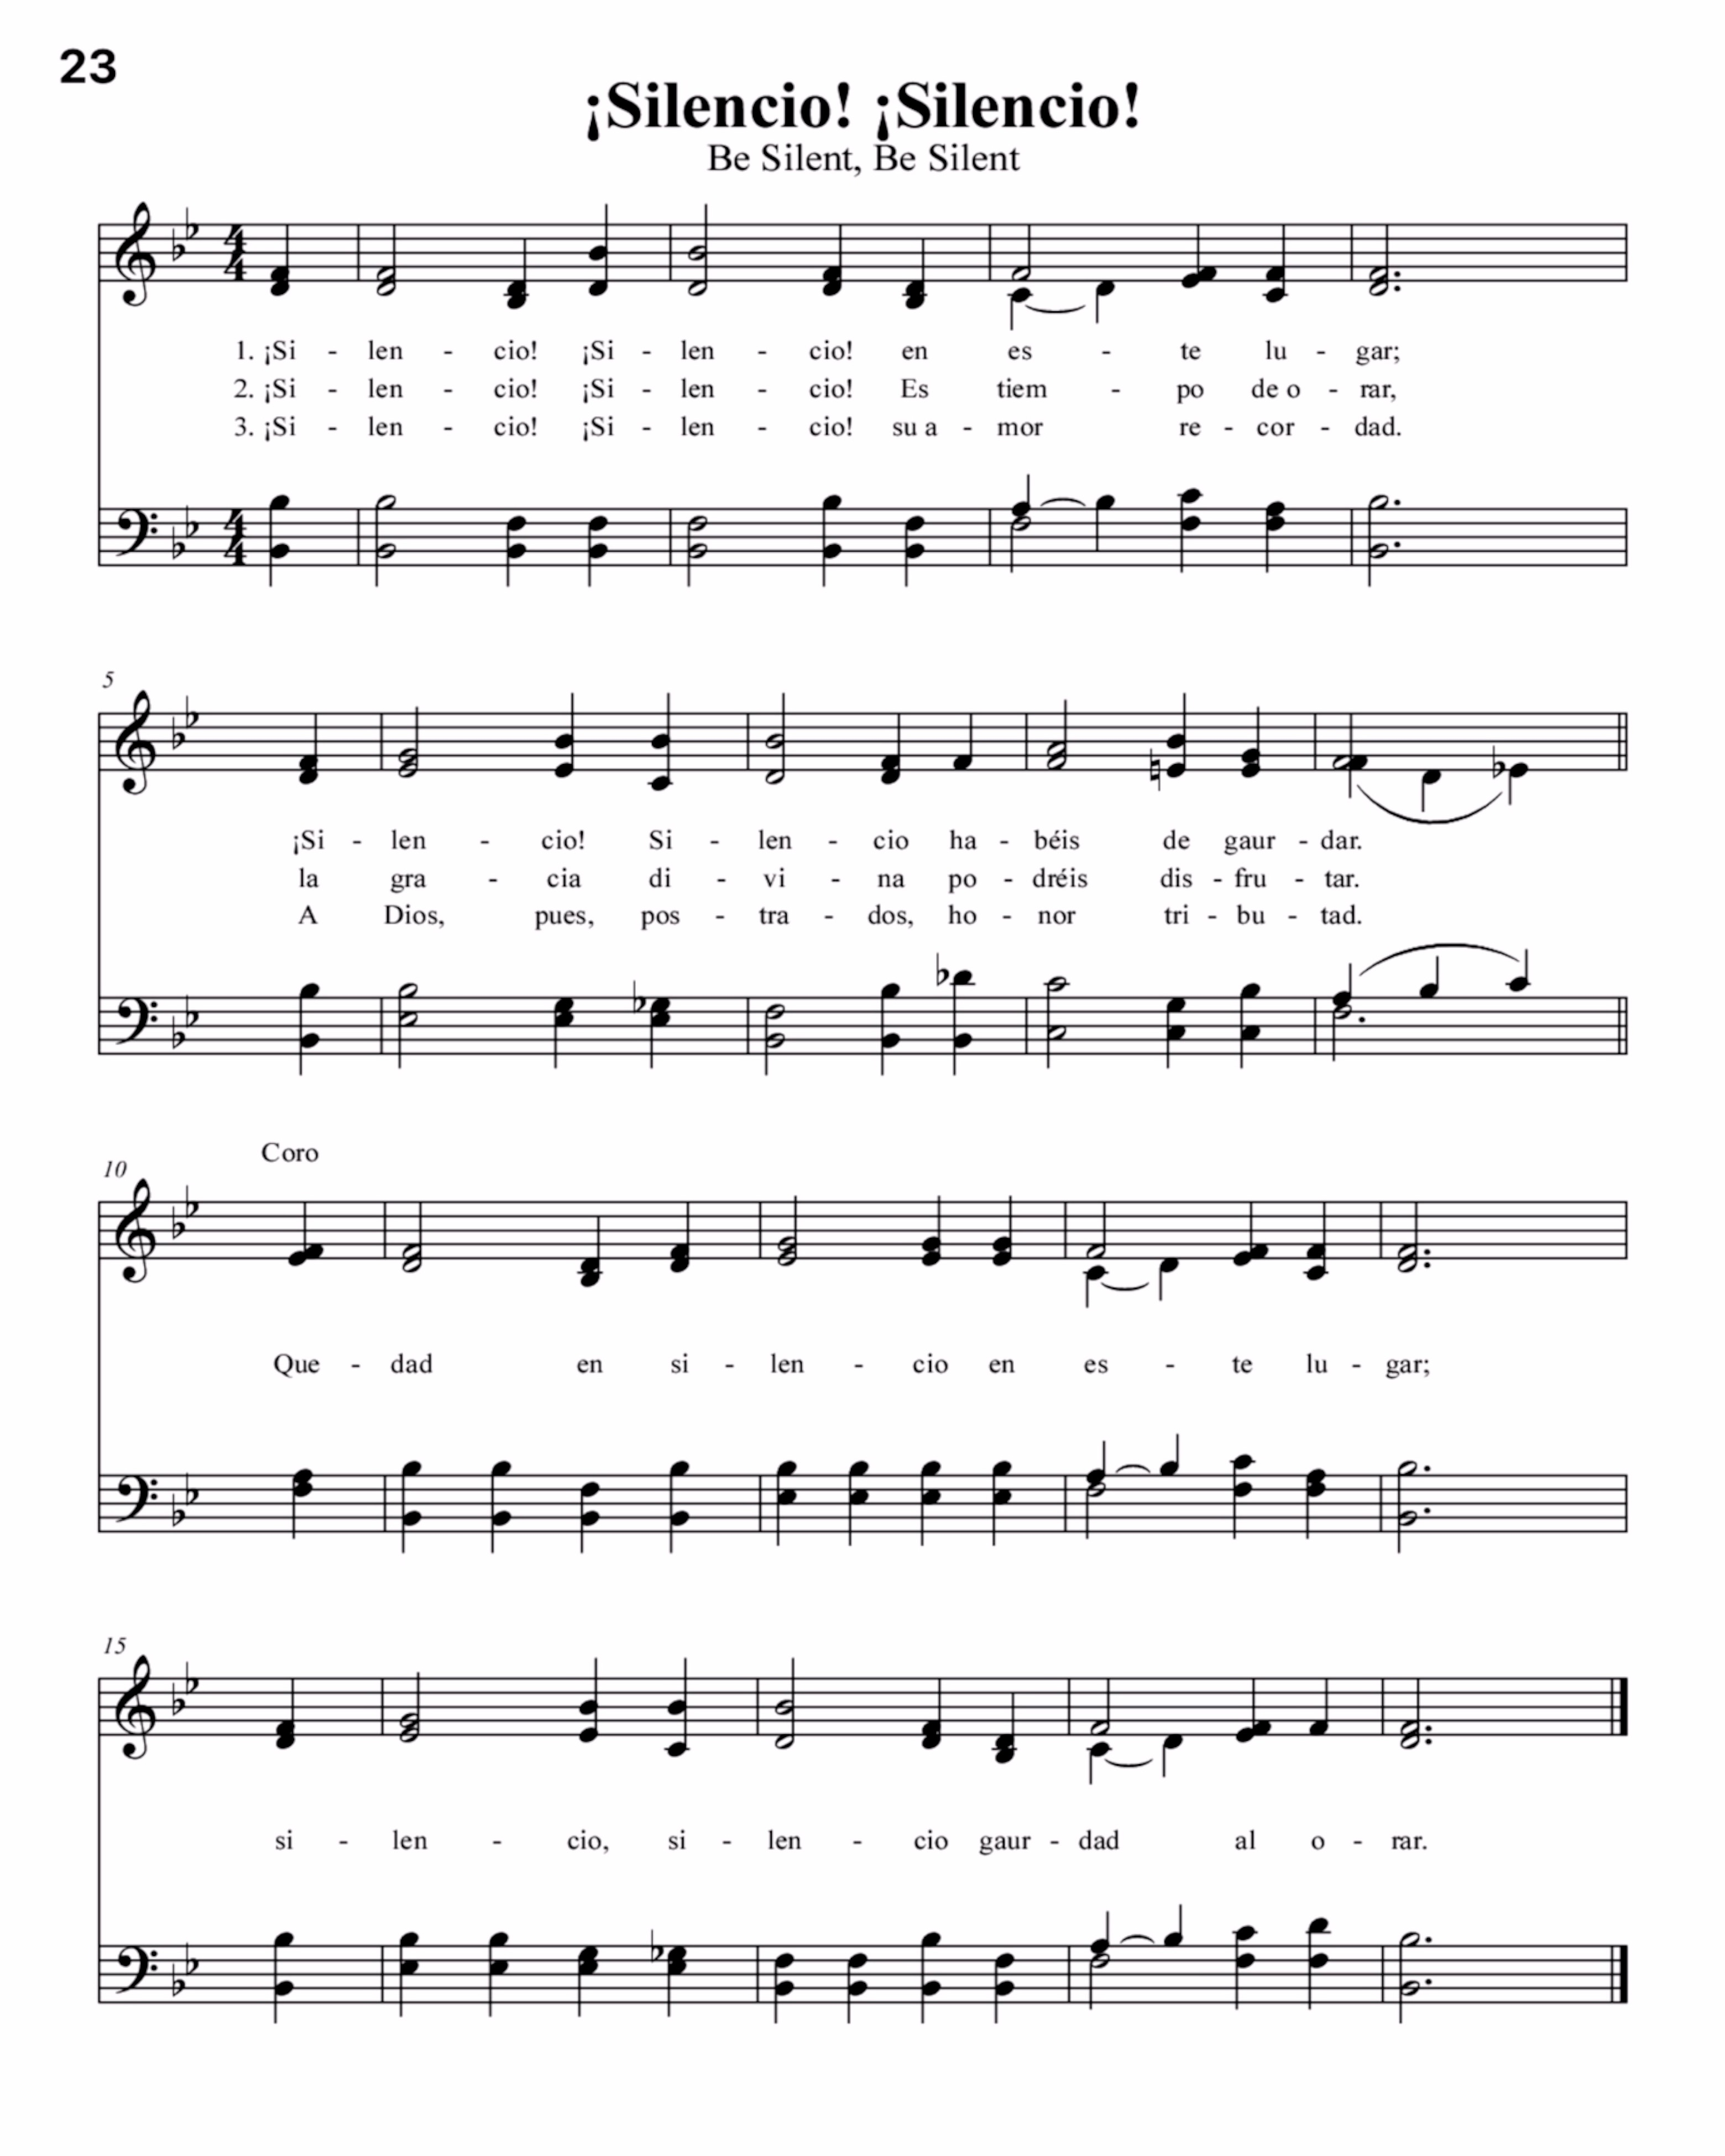 23
¡Silencio! ¡Silencio!
Be Silent, Be Silent
1. ¡Si - len - cio! ¡Si - len - cio! en es - te lu - gar;
2. ¡Si - len - cio! ¡Si - len - cio! Es tiem - po de o - rar,
3. ¡Si - len - cio! ¡Si - len - cio! su a - mor re - cor - dad.
5
¡Si - len - cio! Si - len - cio ha - béis de gaur - dar.
la gra - cia di - vi - na po - dréis dis - fru - tar.
A Dios, pues, pos - tra - dos, ho - nor tri - bu - tad.
Coro
10
Que - dad en si - len - cio en es - te lu - gar;
15
si - len - cio, si - len - cio gaur - dad al o - rar.